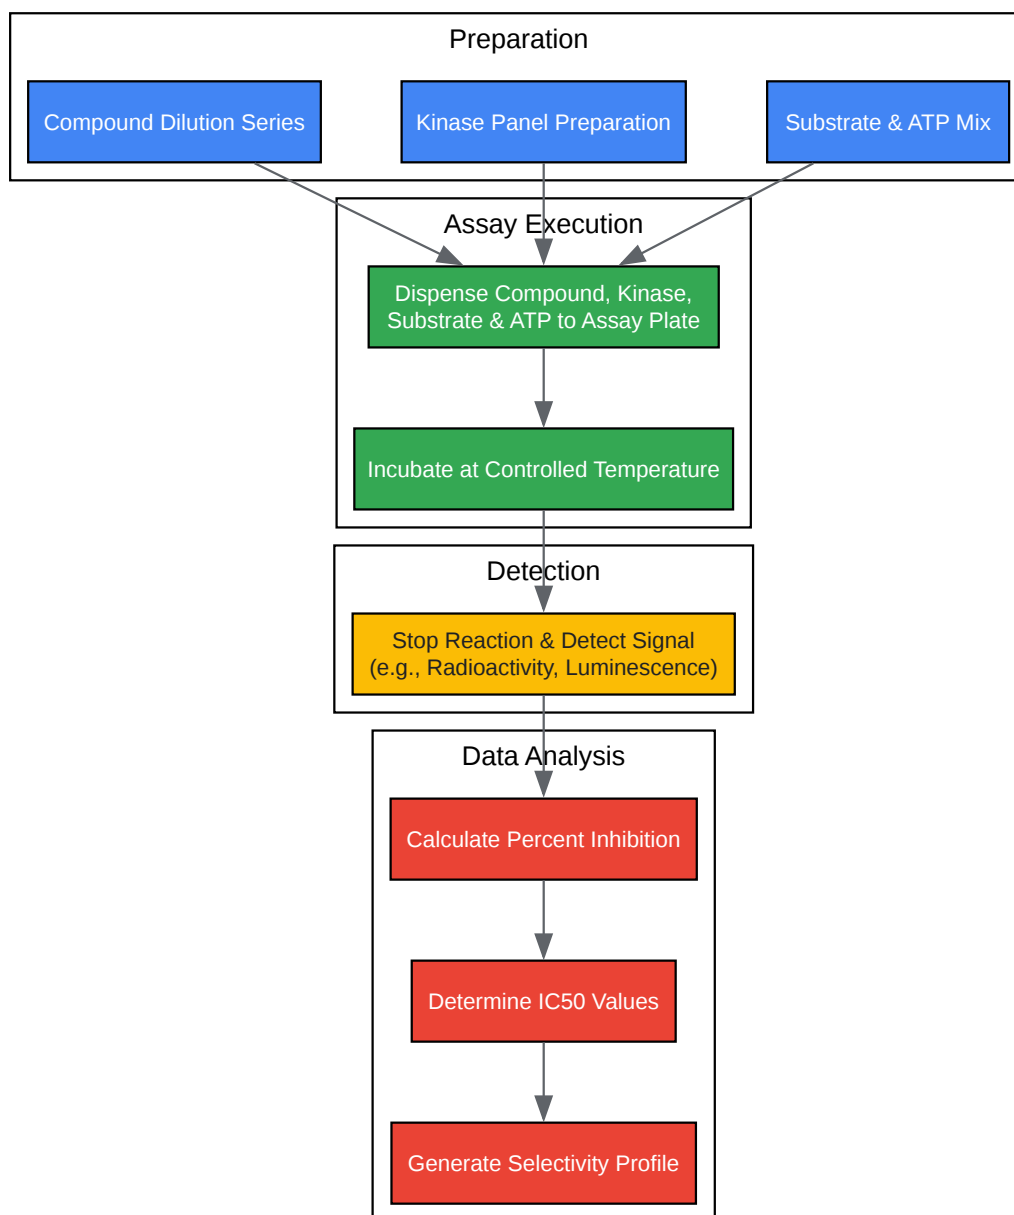 Preparation
Compound Dilution Series
Kinase Panel Preparation
Substrate & ATP Mix
Assay Execution
Dispense Compound, Kinase,
Substrate & ATP to Assay Plate
Incubate at Controlled Temperature
Detection
Stop Reaction & Detect Signal
(e.g., Radioactivity, Luminescence)
Data Analysis
Calculate Percent Inhibition
Determine IC50 Values
Generate Selectivity Profile